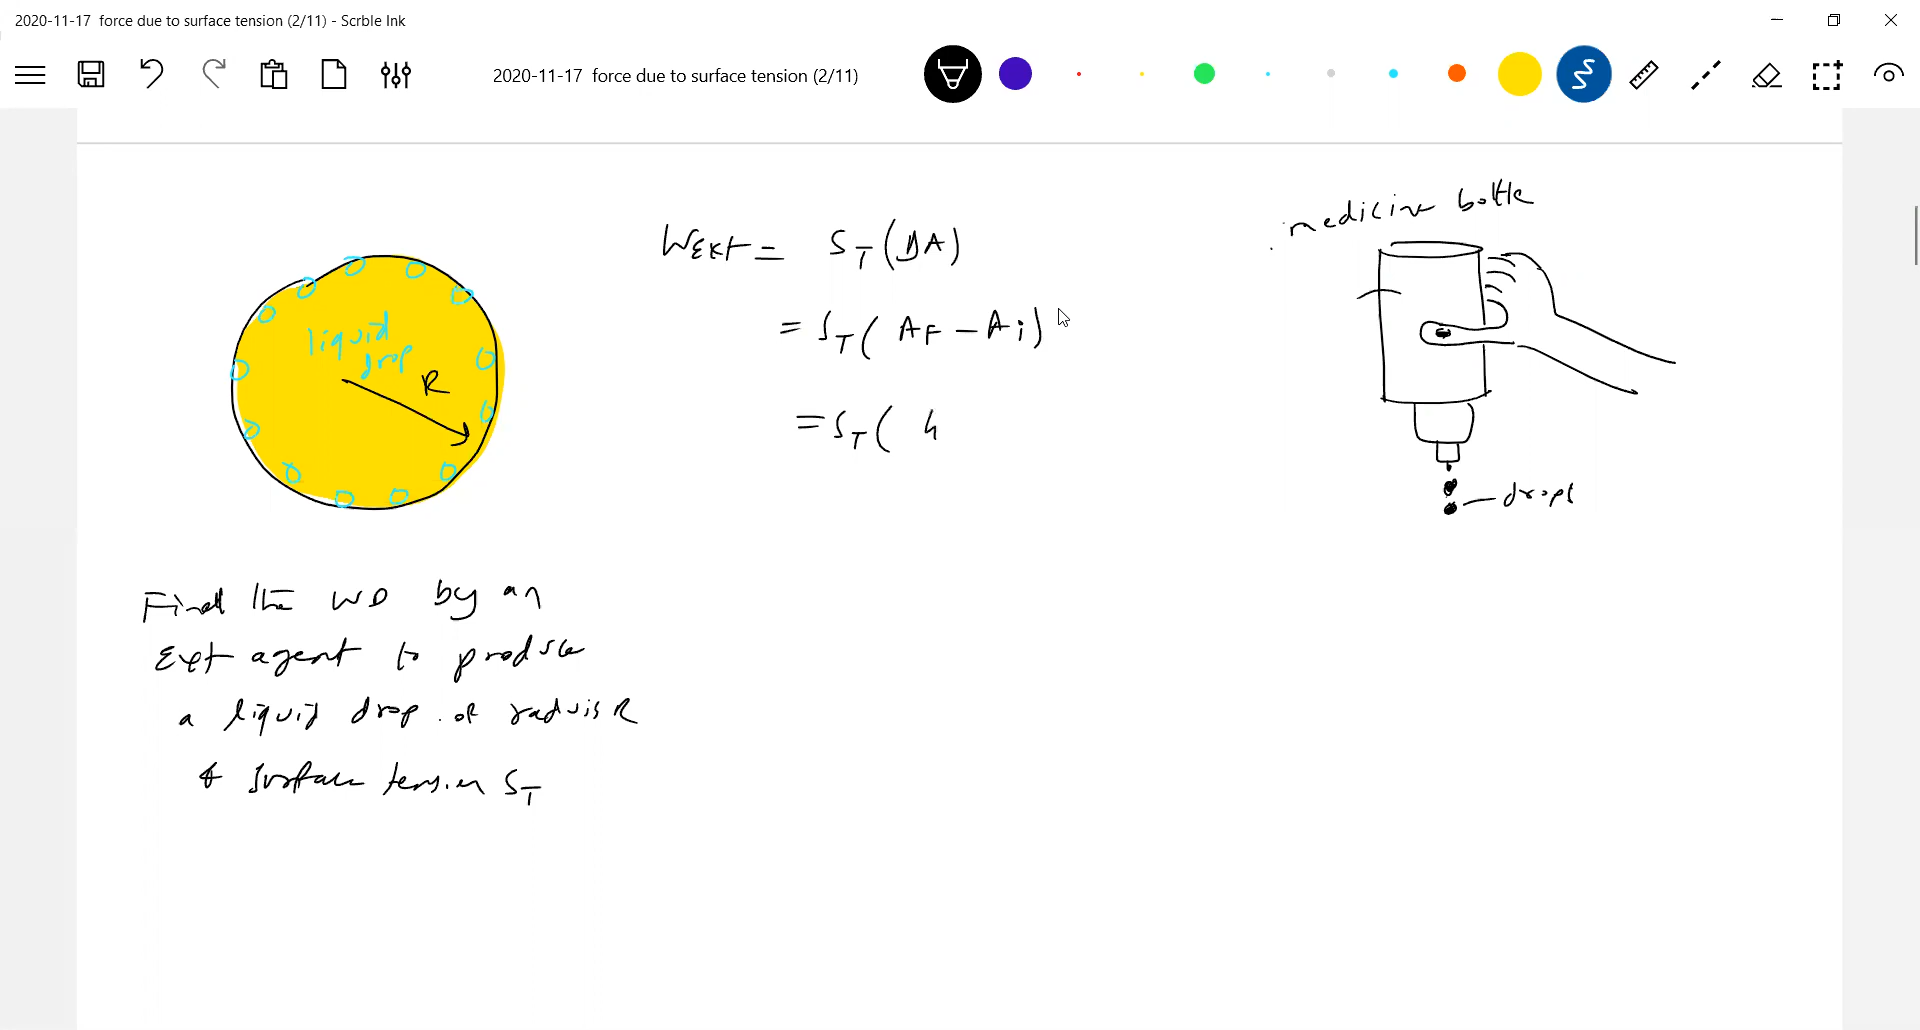 2020-11-17 force due to surface tension (2/11) - Scrble Ink
2020-11-17 force due to surface tension (2/11)
medicine bottle
WExt = ST(ΔA)
= ST( AF - Ai)
= ST( 4
liquid
drop
R
drops
Find the WD by an
Ext agent to produce
a liquid drop of radius R
& Surface tension ST